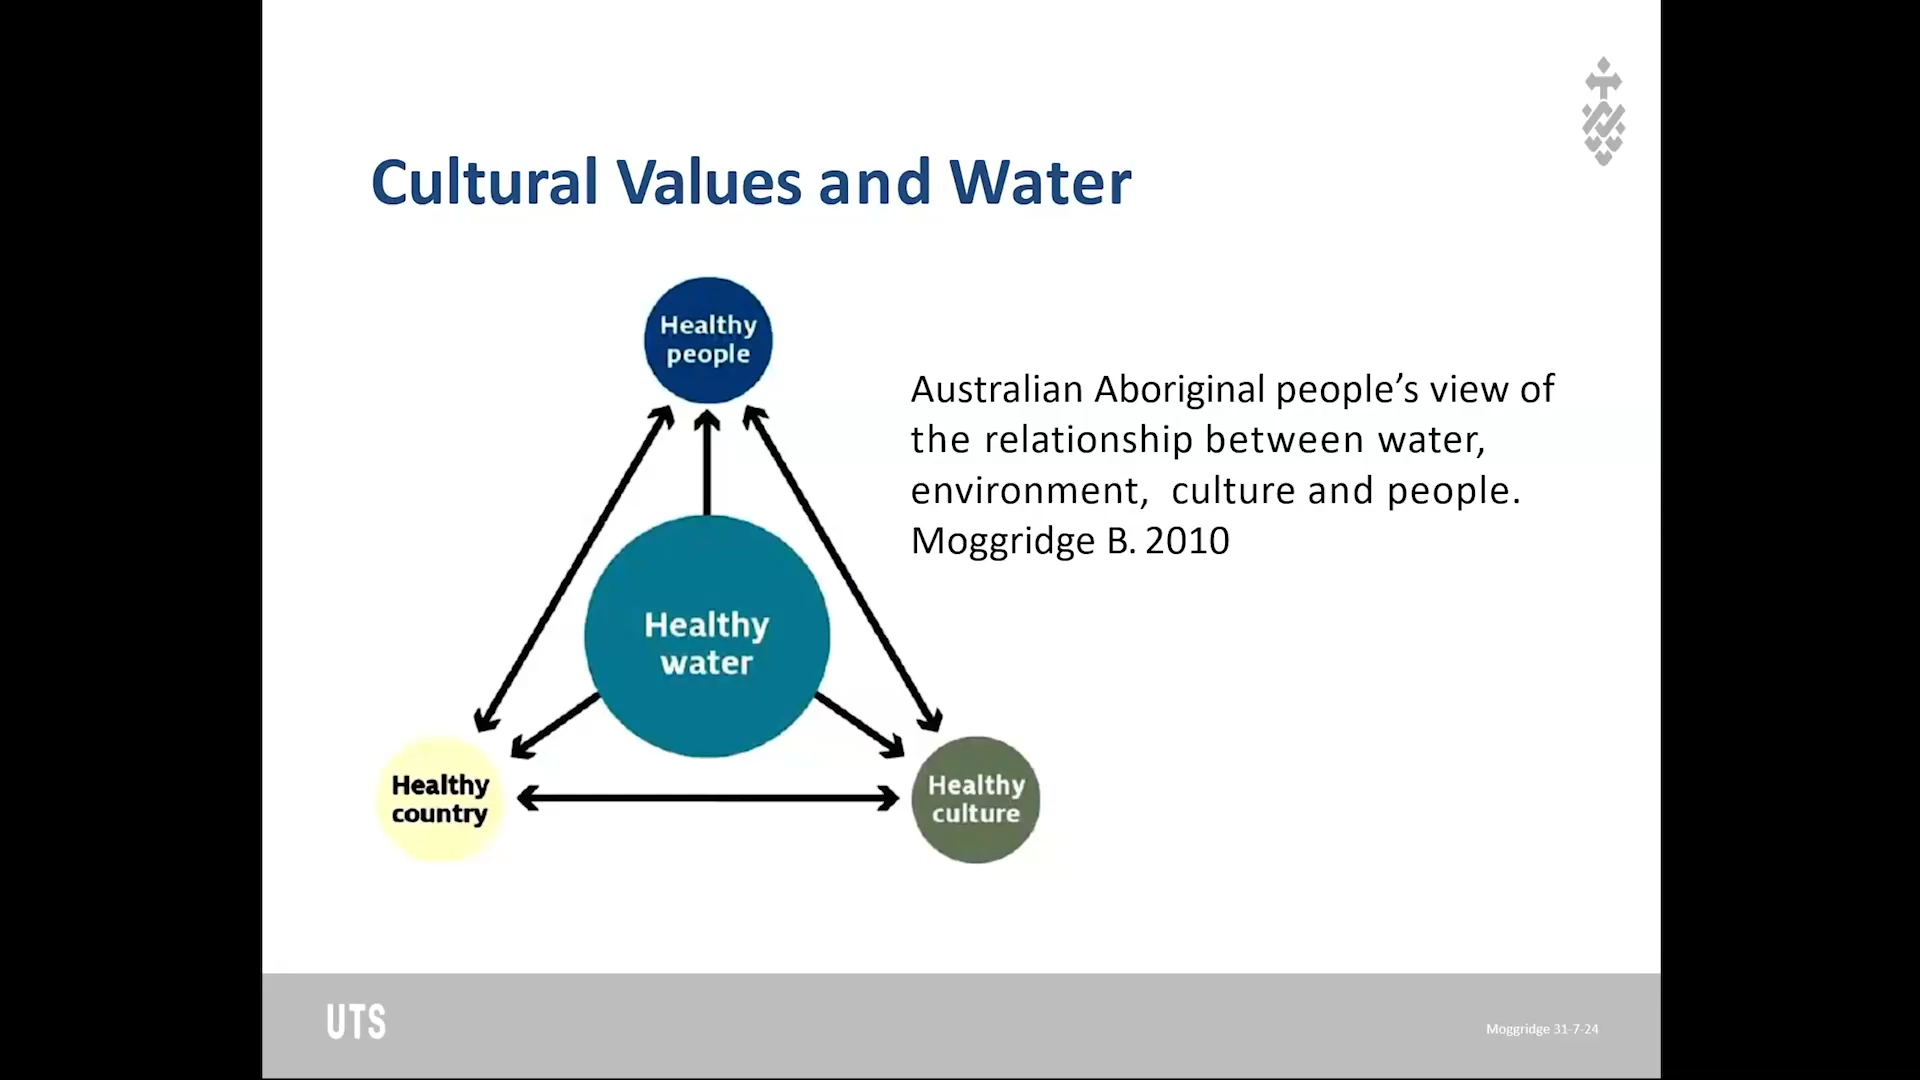 Cultural Values and Water
Healthy
people
Australian Aboriginal people’s view of
the relationship between water,
environment,  culture and people.
Moggridge B. 2010
Healthy
water
Healthy
country
Healthy
culture
UTS
Moggridge 31-7-24